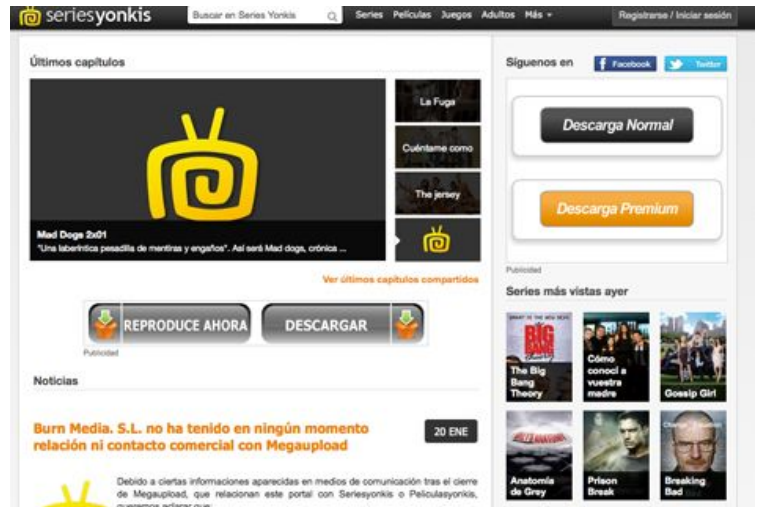 seriesyonkis
Buscar en Series Yonkis
Series Películas Juegos Adultos Más
Registrarse / Iniciar sesión
Últimos capítulos
La Fuga
Cuéntame como
The jersey
Mad Dogs 2x01
"Una laberíntica pesadilla de mentiras y engaños". Así será Mad dogs, crónica ...
Ver últimos capítulos compartidos
REPRODUCE AHORA
DESCARGAR
Publicidad
Noticias
Burn Media. S.L. no ha tenido en ningún momento
relación ni contacto comercial con Megaupload
20 ENE
Debido a ciertas informaciones aparecidas en medios de comunicación tras el cierre
de Megaupload, que relacionan este portal con Seriesyonkis o Peliculasyonkis,
queremos aclarar que:
Síguenos en
Facebook
Twitter
Descarga Normal
Descarga Premium
Publicidad
Series más vistas ayer
BIG
BANG
The Big
Bang
Theory
Cómo
conocí a
vuestra
madre
Gossip Girl
Anatomía
de Grey
Prison
Break
Breaking
Bad